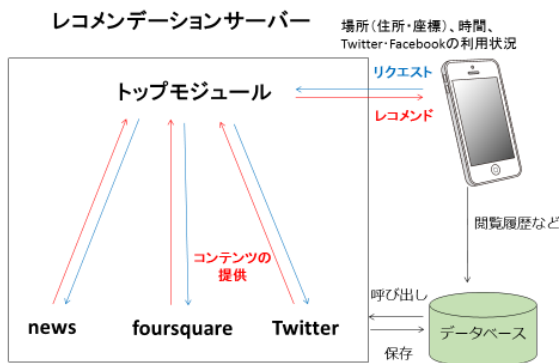 レコメンデーションサーバー
場所(住所・座標)、時間、
Twitter・Facebookの利用状況
トップモジュール
リクエスト
レコメンド
閲覧履歴など
コンテンツの
提供
呼び出し
news
foursquare
Twitter
データベース
保存